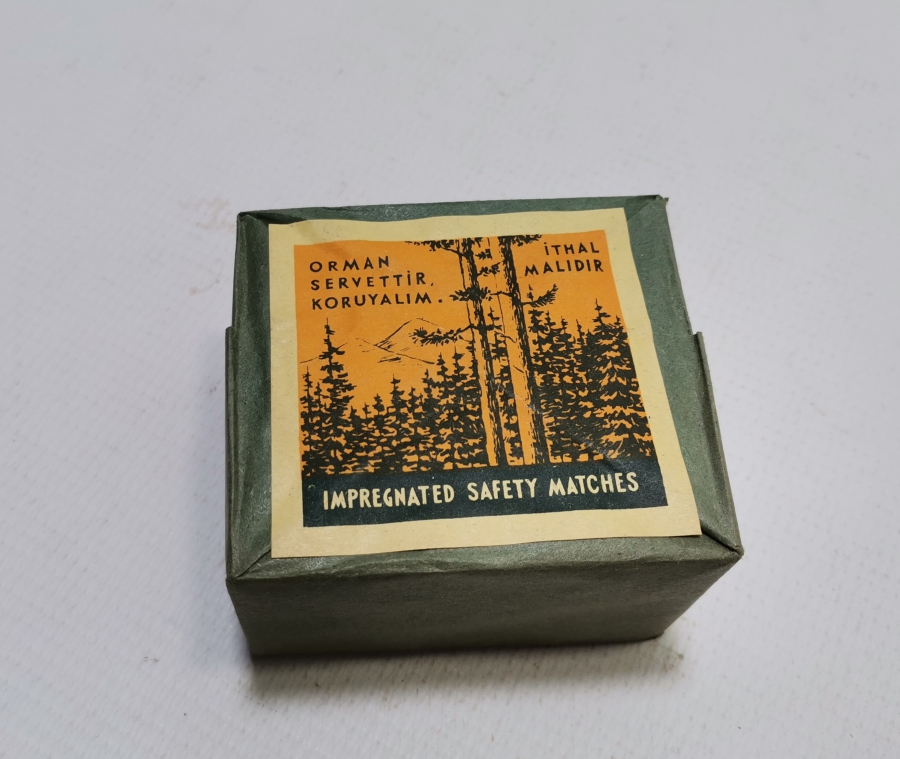 ORMAN
SERVETTİR,
KORUYALIM.
İTHAL
MALIDIR
IMPREGNATED SAFETY MATCHES